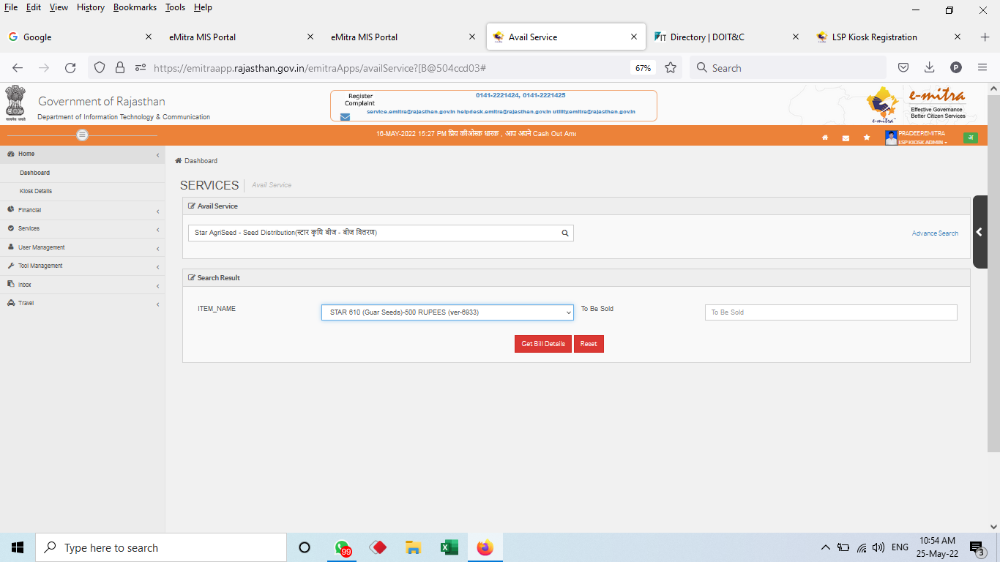 File Edit View History Bookmarks Tools Help
Google
eMitra MIS Portal
eMitra MIS Portal
Avail Service
Directory | DOIT&C
LSP Kiosk Registration
https://emitraapp.rajasthan.gov.in/emitraApps/availService?[B@504ccd03#
67%
Search
P
Government of Rajasthan
Department of Information Technology & Communication
Register Complaint
0141-2221424, 0141-2221425
service.emitra@rajasthan.gov.in helpdesk.emitra@rajasthan.gov.in utility.emitra@rajasthan.gov.in
e-mitra
e-mitra
Effective Governance
Better Citizen Services
16-MAY-2022 15:27 PM प्रिय कीओस्क धारक , आप अपने Cash Out Amo
PRADEEP.EMITRA
LSP KIOSK ADMIN
अ
Home
Dashboard
Kiosk Details
Financial
Services
User Management
Tool Management
Inbox
Travel
Dashboard
SERVICES
Avail Service
Avail Service
Star AgriSeed - Seed Distribution(स्टार कृषि बीज - बीज वितरण)
Advance Search
Search Result
ITEM_NAME
STAR 610 (Guar Seeds)-500 RUPEES (ver-6933)
To Be Sold
To Be Sold
Get Bill Details
Reset
Type here to search
99
ENG
10:54 AM
25-May-22
3